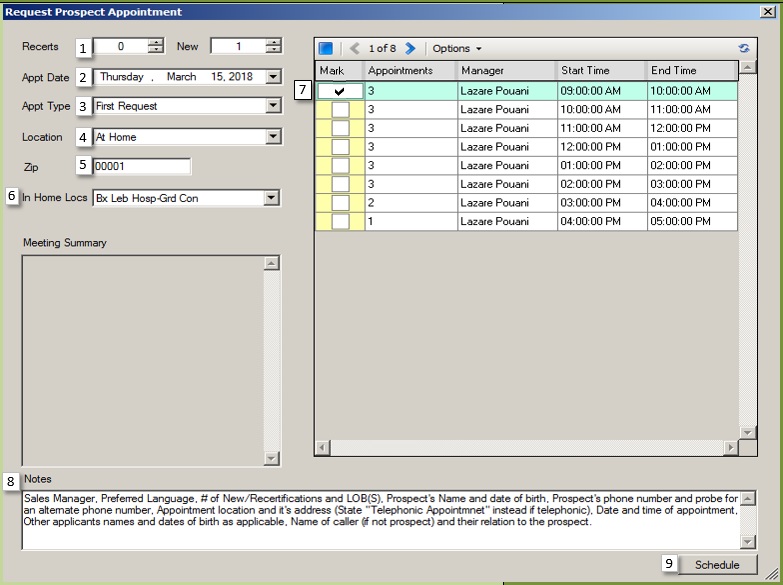 Request Prospect Appointment
Recerts 1 0 New 1
Appt Date 2 Thursday , March 15, 2018
Appt Type 3 First Request
Location 4 At Home
Zip 5 00001
6 In Home Locs Bx Leb Hosp-Grd Con
Meeting Summary
1 of 8 Options
Mark Appointments Manager Start Time End Time
7 3 Lazare Pouani 09:00:00 AM 10:00:00 AM
3 Lazare Pouani 10:00:00 AM 11:00:00 AM
3 Lazare Pouani 11:00:00 AM 12:00:00 PM
3 Lazare Pouani 12:00:00 PM 01:00:00 PM
3 Lazare Pouani 01:00:00 PM 02:00:00 PM
3 Lazare Pouani 02:00:00 PM 03:00:00 PM
2 Lazare Pouani 03:00:00 PM 04:00:00 PM
1 Lazare Pouani 04:00:00 PM 05:00:00 PM
8 Notes
Sales Manager, Preferred Language, # of New/Recertifications and LOB(S), Prospect's Name and date of birth, Prospect's phone number and probe for
an alternate phone number, Appointment location and it's address (State "Telephonic Appointmnet" instead if telephonic), Date and time of appointment,
Other applicants names and dates of birth as applicable, Name of caller (if not prospect) and their relation to the prospect.
9 Schedule